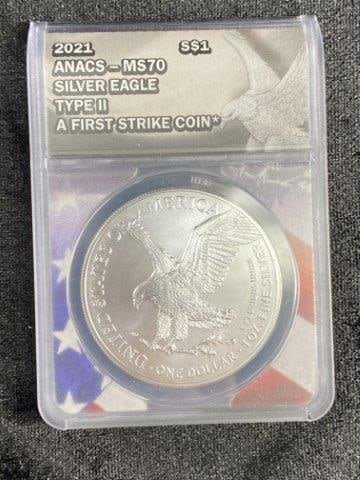 2021 S$1
ANACS – MS70
SILVER EAGLE
TYPE II
A FIRST STRIKE COIN*
UNITED STATES OF AMERICA
1 OZ. FINE SILVER
· ONE DOLLAR ·